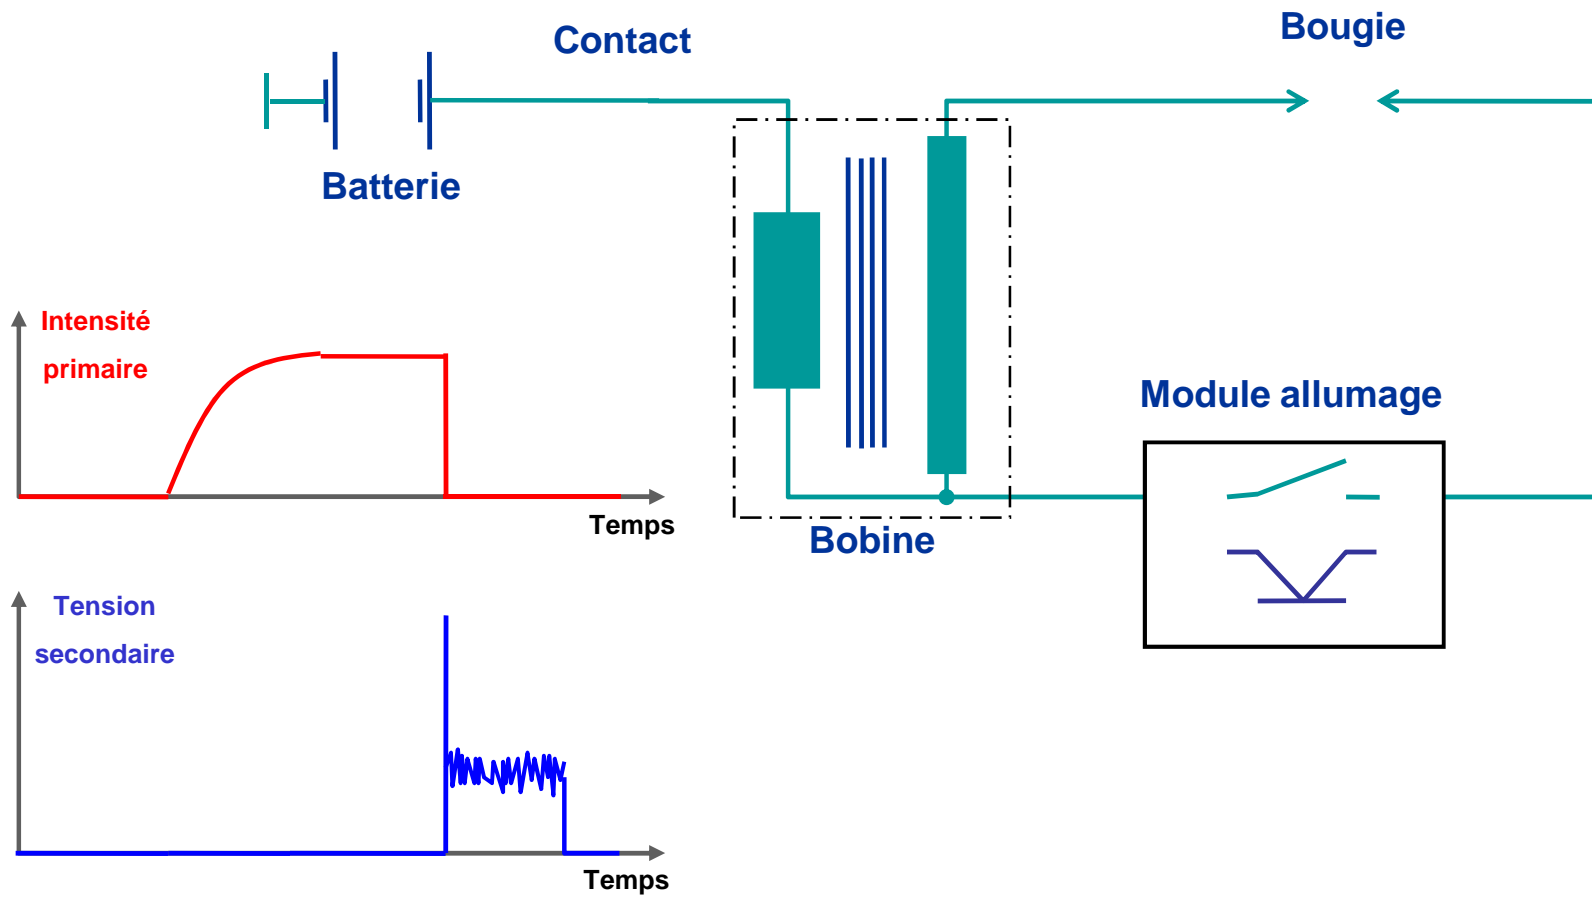 Contact
Bougie
Batterie
Intensité
primaire
Module allumage
Temps
Bobine
Tension
secondaire
Temps